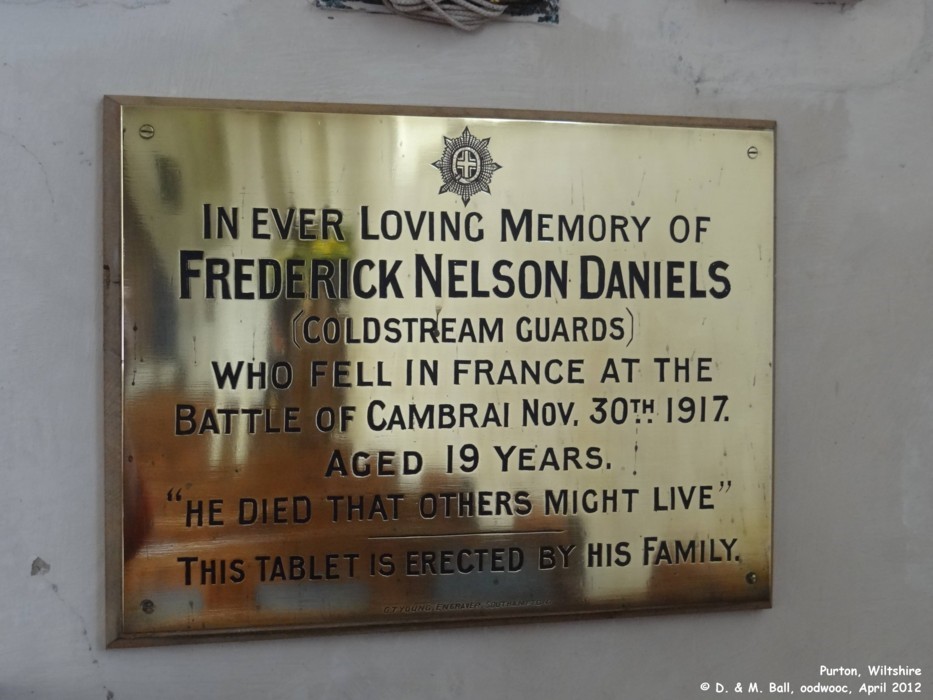 IN EVER LOVING MEMORY OF
FREDERICK NELSON DANIELS
(COLDSTREAM GUARDS)
WHO FELL IN FRANCE AT THE
BATTLE OF CAMBRAI NOV. 30TH 1917.
AGED 19 YEARS.
"HE DIED THAT OTHERS MIGHT LIVE"
THIS TABLET IS ERECTED BY HIS FAMILY.
Purton, Wiltshire
© D. & M. Ball, oodwooc, April 2012